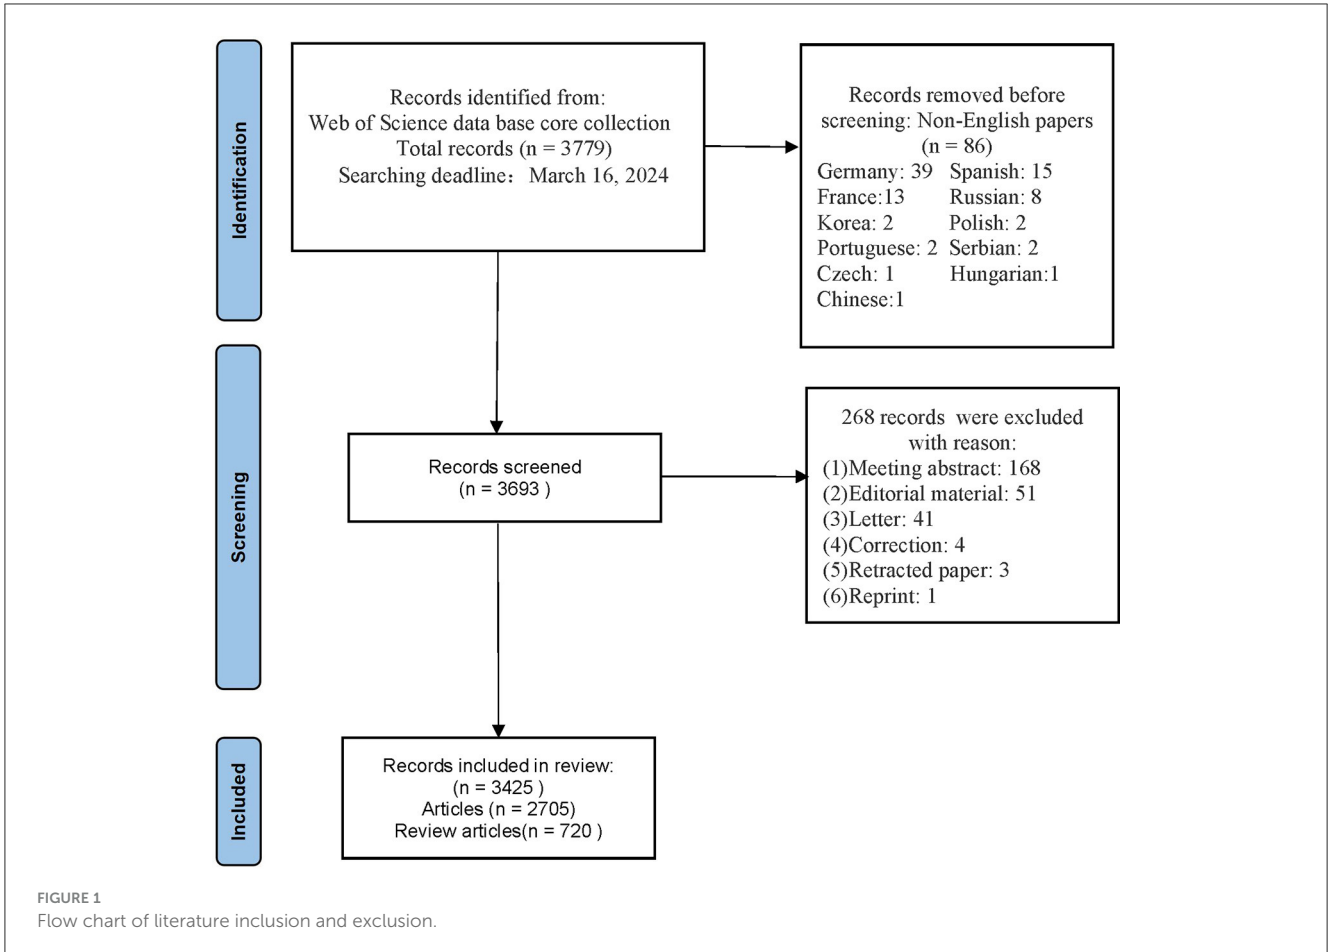 Identification
Records identified from:
Web of Science data base core collection
Total records (n = 3779)
Searching deadline： March 16, 2024
Records removed before
screening: Non-English papers
(n = 86)
Germany: 39 Spanish: 15
France:13 Russian: 8
Korea: 2 Polish: 2
Portuguese: 2 Serbian: 2
Czech: 1 Hungarian:1
Chinese:1
Screening
Records screened
(n = 3693 )
268 records were excluded
with reason:
(1)Meeting abstract: 168
(2)Editorial material: 51
(3)Letter: 41
(4)Correction: 4
(5)Retracted paper: 3
(6)Reprint: 1
Included
Records included in review:
(n = 3425 )
Articles (n = 2705)
Review articles(n = 720 )
FIGURE 1
Flow chart of literature inclusion and exclusion.